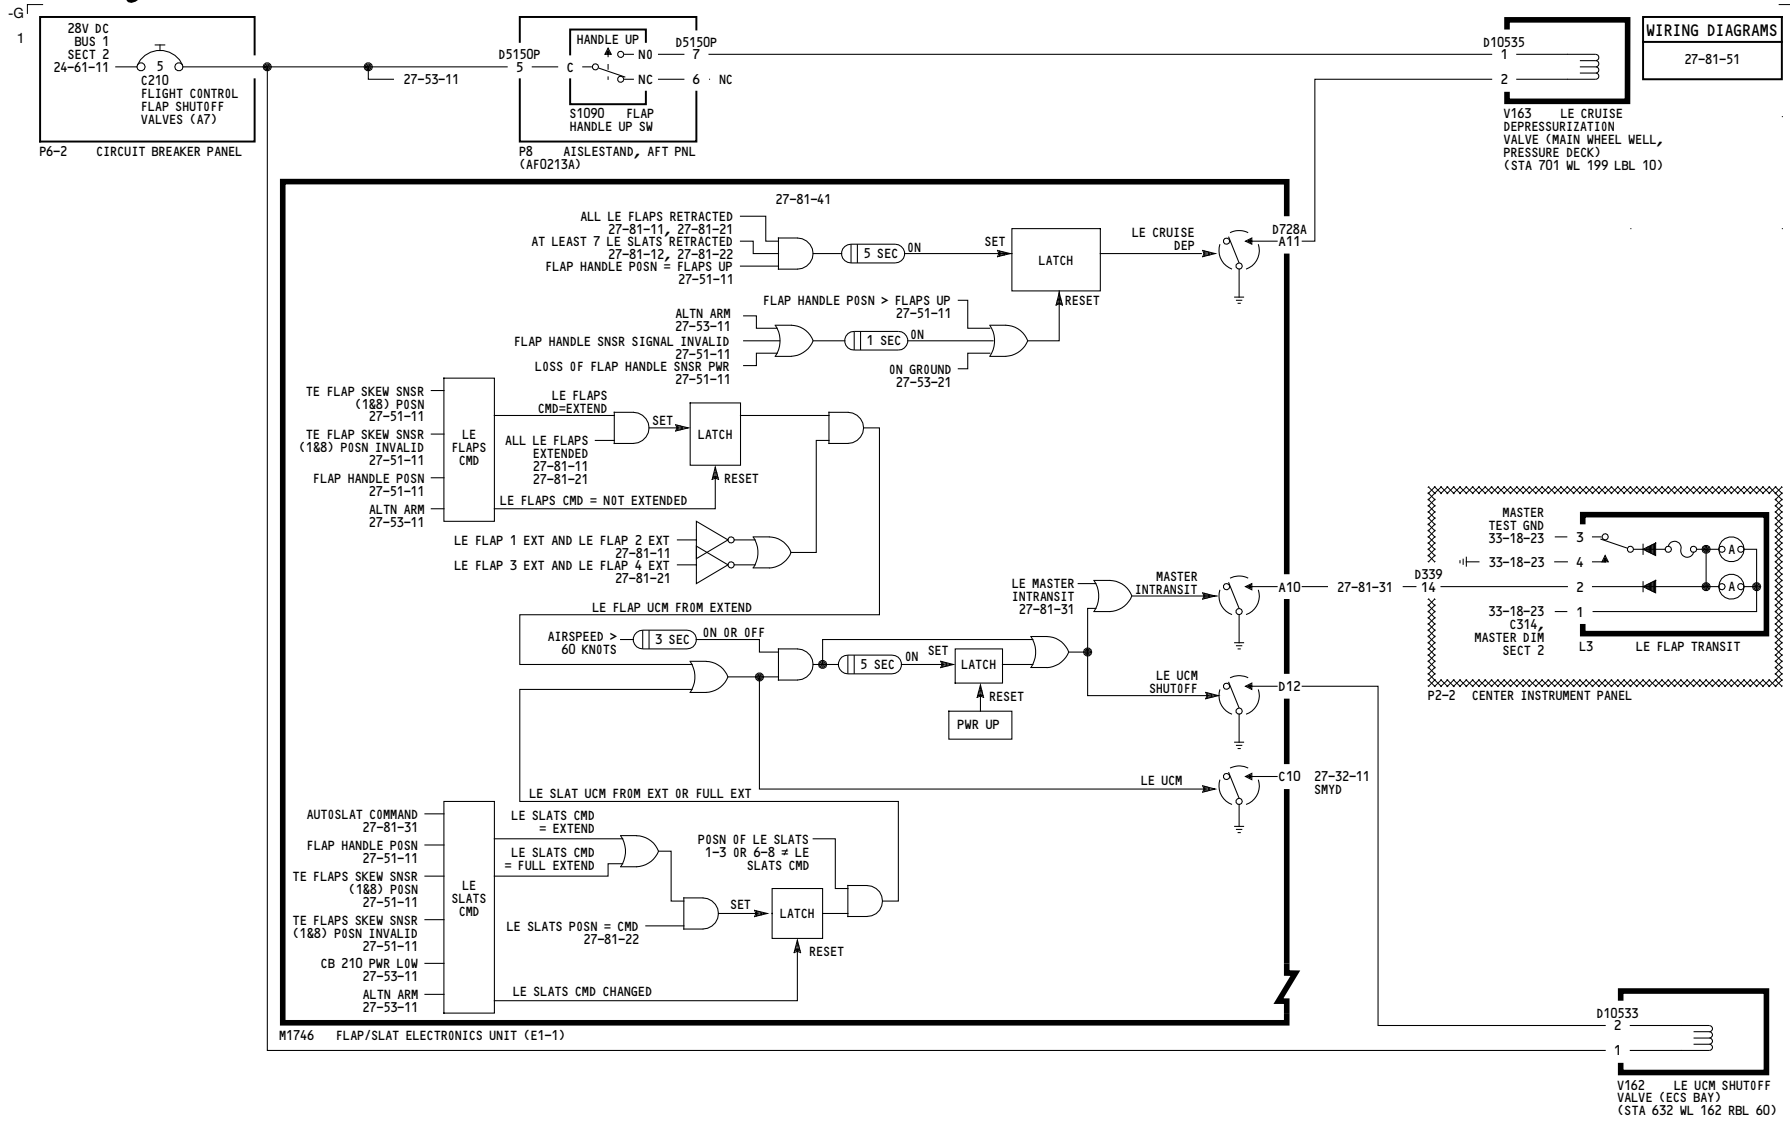 -G
1
28V DC
BUS 1
SECT 2
24-61-11
5
C210
FLIGHT CONTROL
FLAP SHUTOFF
VALVES (A7)
P6-2 CIRCUIT BREAKER PANEL
27-53-11
D5150P
5
C
HANDLE UP
NO
NC
S1090 FLAP
HANDLE UP SW
D5150P
7
6 NC
P8 AISLESTAND, AFT PNL
(AF0213A)
D10535
1
2
V163 LE CRUISE
DEPRESSURIZATION
VALVE (MAIN WHEEL WELL,
PRESSURE DECK)
(STA 701 WL 199 LBL 10)
WIRING DIAGRAMS
27-81-51
27-81-41
ALL LE FLAPS RETRACTED
27-81-11, 27-81-21
AT LEAST 7 LE SLATS RETRACTED
27-81-12, 27-81-22
FLAP HANDLE POSN = FLAPS UP
27-51-11
5 SEC
ON
SET
LATCH
RESET
LE CRUISE
DEP
D728A
A11
FLAP HANDLE POSN > FLAPS UP
27-51-11
ALTN ARM
27-53-11
FLAP HANDLE SNSR SIGNAL INVALID
27-51-11
LOSS OF FLAP HANDLE SNSR PWR
27-51-11
1 SEC
ON
ON GROUND
27-53-21
TE FLAP SKEW SNSR
(1&8) POSN
27-51-11
TE FLAP SKEW SNSR
(1&8) POSN INVALID
27-51-11
FLAP HANDLE POSN
27-51-11
ALTN ARM
27-53-11
LE
FLAPS
CMD
LE FLAPS
CMD=EXTEND
ALL LE FLAPS
EXTENDED
27-81-11
27-81-21
SET
LATCH
RESET
LE FLAPS CMD = NOT EXTENDED
LE FLAP 1 EXT AND LE FLAP 2 EXT
27-81-11
LE FLAP 3 EXT AND LE FLAP 4 EXT
27-81-21
LE FLAP UCM FROM EXTEND
AIRSPEED >
60 KNOTS
3 SEC
ON OR OFF
5 SEC
ON
SET
LATCH
RESET
PWR UP
LE MASTER
INTRANSIT
27-81-31
MASTER
INTRANSIT
A10
27-81-31
D339
14
MASTER
TEST GND
33-18-23
3
33-18-23
4
2
33-18-23
1
C314,
MASTER DIM
SECT 2
A
A
L3 LE FLAP TRANSIT
P2-2 CENTER INSTRUMENT PANEL
LE UCM
SHUTOFF
D12
LE UCM
C10
27-32-11
SMYD
LE SLAT UCM FROM EXT OR FULL EXT
AUTOSLAT COMMAND
27-81-31
FLAP HANDLE POSN
27-51-11
TE FLAPS SKEW SNSR
(1&8) POSN
27-51-11
TE FLAPS SKEW SNSR
(1&8) POSN INVALID
27-51-11
CB 210 PWR LOW
27-53-11
ALTN ARM
27-53-11
LE
SLATS
CMD
LE SLATS CMD
= EXTEND
LE SLATS CMD
= FULL EXTEND
LE SLATS POSN = CMD
27-81-22
POSN OF LE SLATS
1-3 OR 6-8 ≠ LE
SLATS CMD
SET
LATCH
RESET
LE SLATS CMD CHANGED
M1746 FLAP/SLAT ELECTRONICS UNIT (E1-1)
D10533
2
1
V162 LE UCM SHUTOFF
VALVE (ECS BAY)
(STA 632 WL 162 RBL 60)